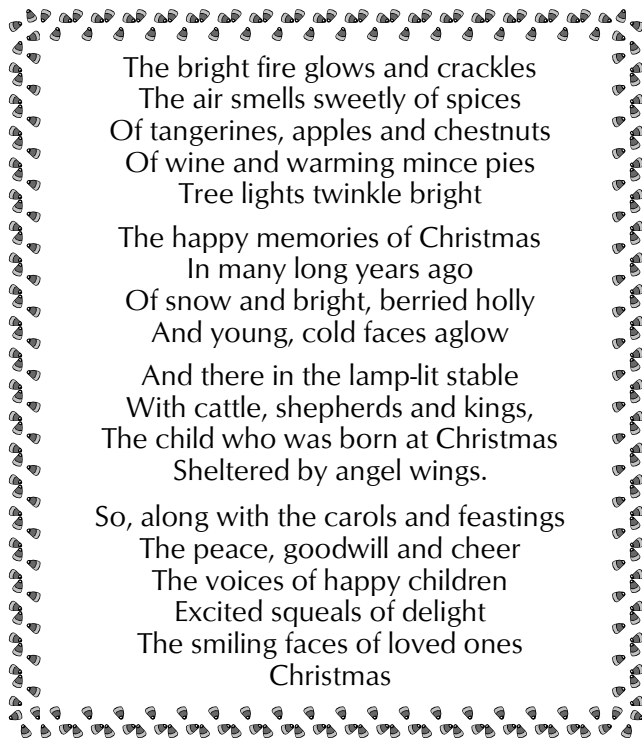 The bright fire glows and crackles
The air smells sweetly of spices
Of tangerines, apples and chestnuts
Of wine and warming mince pies
Tree lights twinkle bright
The happy memories of Christmas
In many long years ago
Of snow and bright, berried holly
And young, cold faces aglow
And there in the lamp-lit stable
With cattle, shepherds and kings,
The child who was born at Christmas
Sheltered by angel wings.
So, along with the carols and feastings
The peace, goodwill and cheer
The voices of happy children
Excited squeals of delight
The smiling faces of loved ones
Christmas